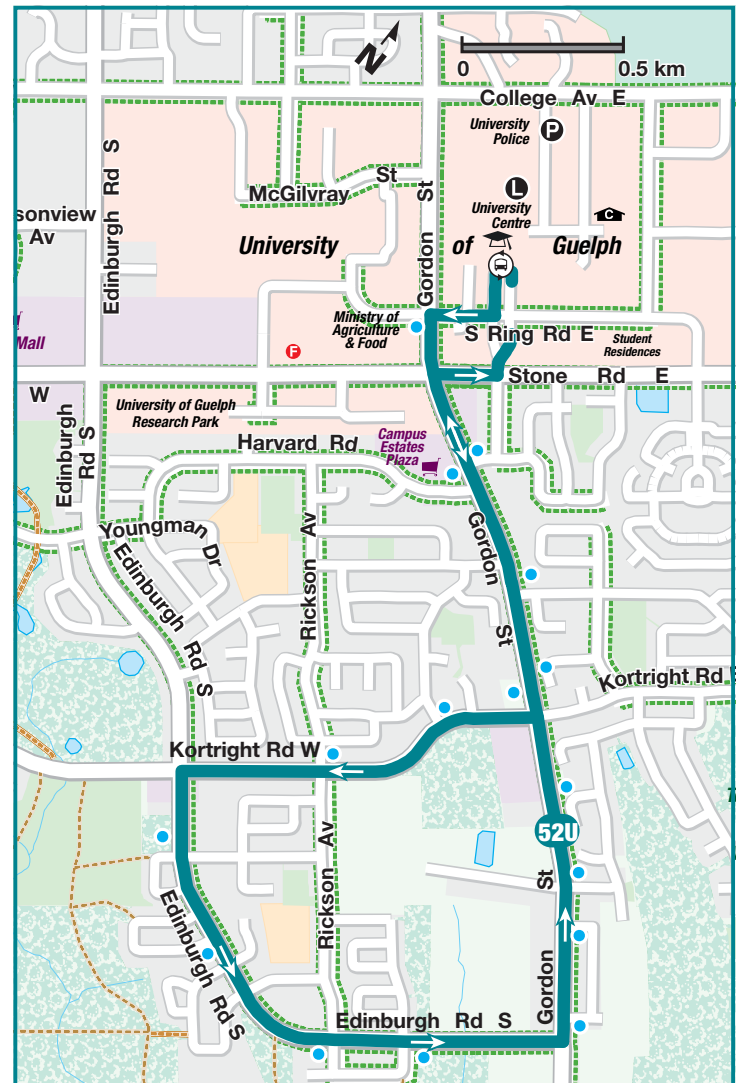 N
0
0.5 km
College Av E
University
Police
P
Edinburgh Rd S
McGilvray St
Gordon St
L
University
Centre
C
sonview
Av
University of Guelph
Ministry of
Agriculture
& Food
S Ring Rd E
Student
Residences
Mall
F
W
Stone Rd E
University of Guelph
Research Park
Edinburgh
Rd S
Harvard Rd
Campus
Estates
Plaza
Youngman Dr
Edinburgh Rd S
Rickson Av
Gordon St
Kortright Rd E
Kortright Rd W
52U
Rickson Av
Gordon St
Edinburgh Rd S
Edinburgh Rd S